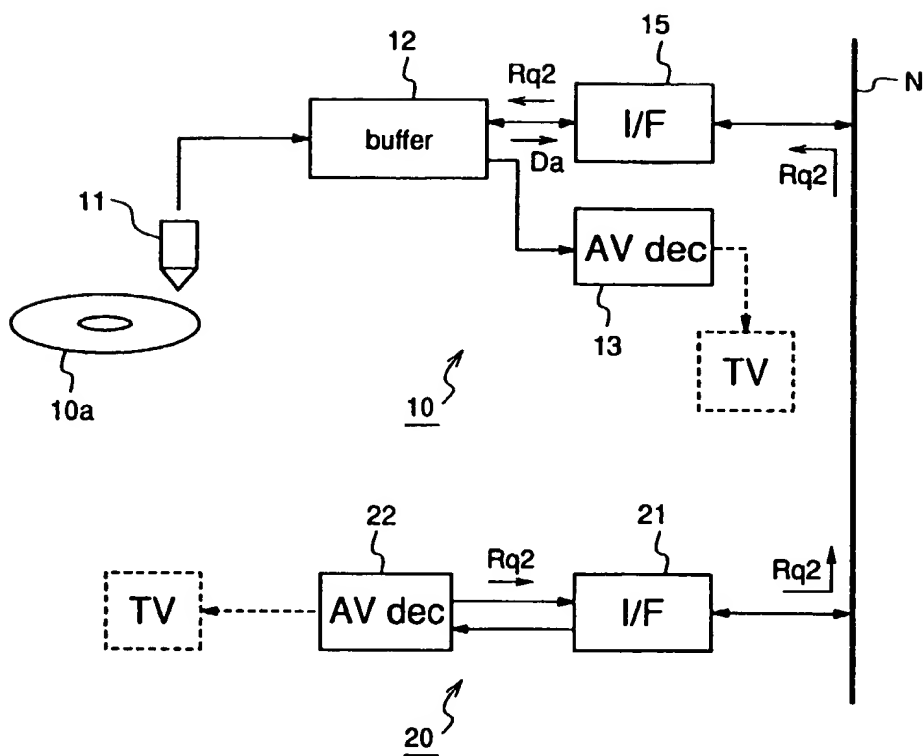 12
15
N
Rq2
buffer
I/F
Da
Rq2
11
AV dec
13
TV
10a
10
22
21
Rq2
Rq2
TV
AV dec
I/F
20